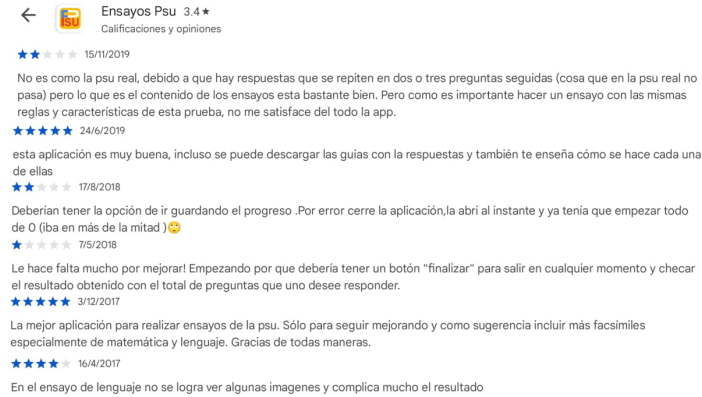 Ensayos Psu 3.4★
Calificaciones y opiniones
PSU
15/11/2019
No es como la psu real, debido a que hay respuestas que se repiten en dos o tres preguntas seguidas (cosa que en la psu real no
pasa) pero lo que es el contenido de los ensayos esta bastante bien. Pero como es importante hacer un ensayo con las mismas
reglas y características de esta prueba, no me satisface del todo la app.
24/6/2019
esta aplicación es muy buena, incluso se puede descargar las guías con la respuestas y también te enseña cómo se hace cada una
de ellas
17/8/2018
Deberían tener la opción de ir guardando el progreso .Por error cerre la aplicación,la abrí al instante y ya tenía que empezar todo
de 0 (iba en más de la mitad )🙄
7/5/2018
Le hace falta mucho por mejorar! Empezando por que debería tener un botón "finalizar" para salir en cualquier momento y checar
el resultado obtenido con el total de preguntas que uno desee responder.
3/12/2017
La mejor aplicación para realizar ensayos de la psu. Sólo para seguir mejorando y como sugerencia incluir más facsímiles
especialmente de matemática y lenguaje. Gracias de todas maneras.
16/4/2017
En el ensayo de lenguaje no se logra ver algunas imagenes y complica mucho el resultado